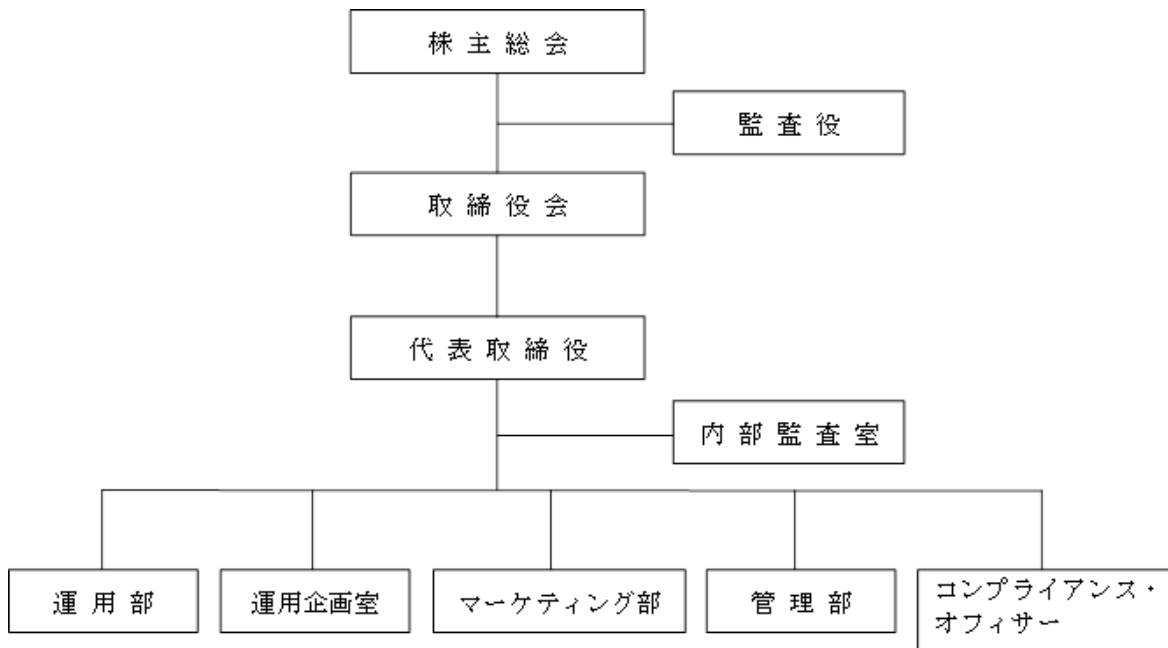 株主総会
監査役
取締役会
代表取締役
内部監査室
運用部
運用企画室
マーケティング部
管理部
コンプライアンス・
オフィサー